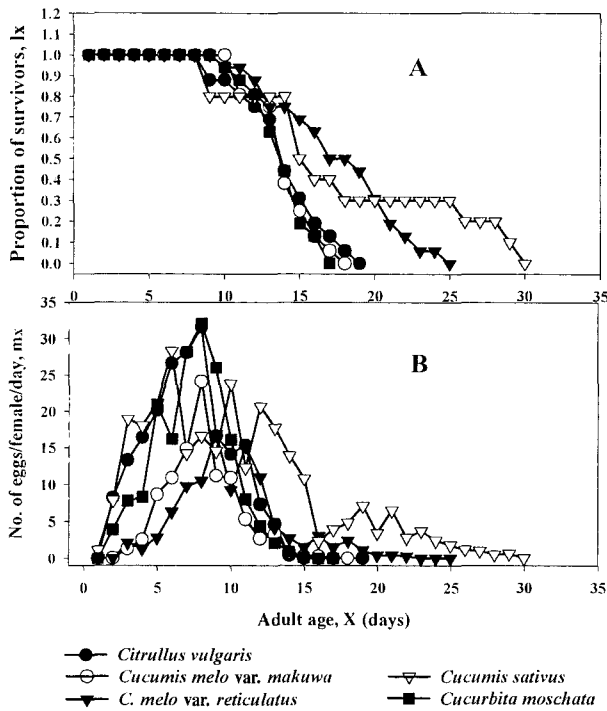 Proportion of survivors, lx
1.2
1.1
1.0
0.9
0.8
0.7
0.6
0.5
0.4
0.3
0.2
0.1
0.0
A
0 5 10 15 20 25 30 35
No. of eggs/female/day, mx
35
30
25
20
15
10
5
0
B
0 5 10 15 20 25 30 35
Adult age, X (days)
Citrullus vulgaris
Cucumis melo var. makuwa
C. melo var. reticulatus
Cucumis sativus
Cucurbita moschata